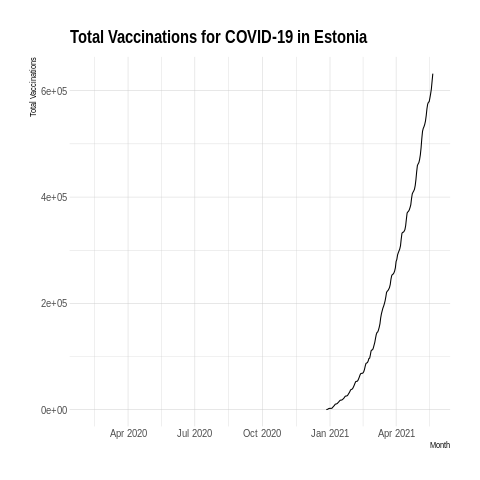 Total Vaccinations for COVID-19 in Estonia
Total Vaccinations
6e+05
4e+05
2e+05
0e+00
Apr 2020 Jul 2020 Oct 2020 Jan 2021 Apr 2021
Month